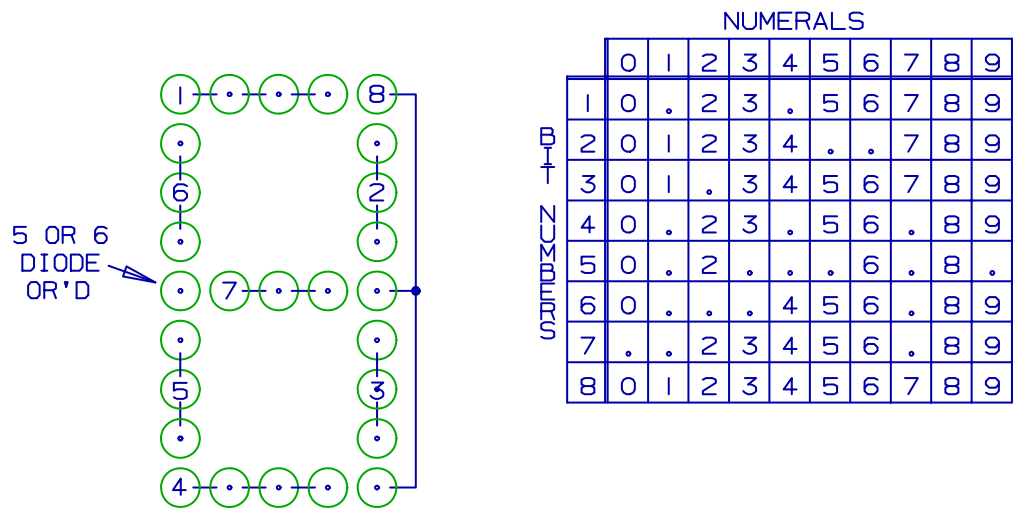 NUMERALS
0 1 2 3 4 5 6 7 8 9
1 0 . 2 3 . 5 6 7 8 9
2 0 1 2 3 4 . . 7 8 9
3 0 1 . 3 4 5 6 7 8 9
4 0 . 2 3 . 5 6 . 8 9
5 0 . 2 . . . 6 . 8 .
6 0 . . . 4 5 6 . 8 9
7 . . 2 3 4 5 6 . 8 9
8 0 1 2 3 4 5 6 7 8 9
BIT NUMBERS
1 8
6 2
5 OR 6
DIODE
OR'D
7
5 3
4